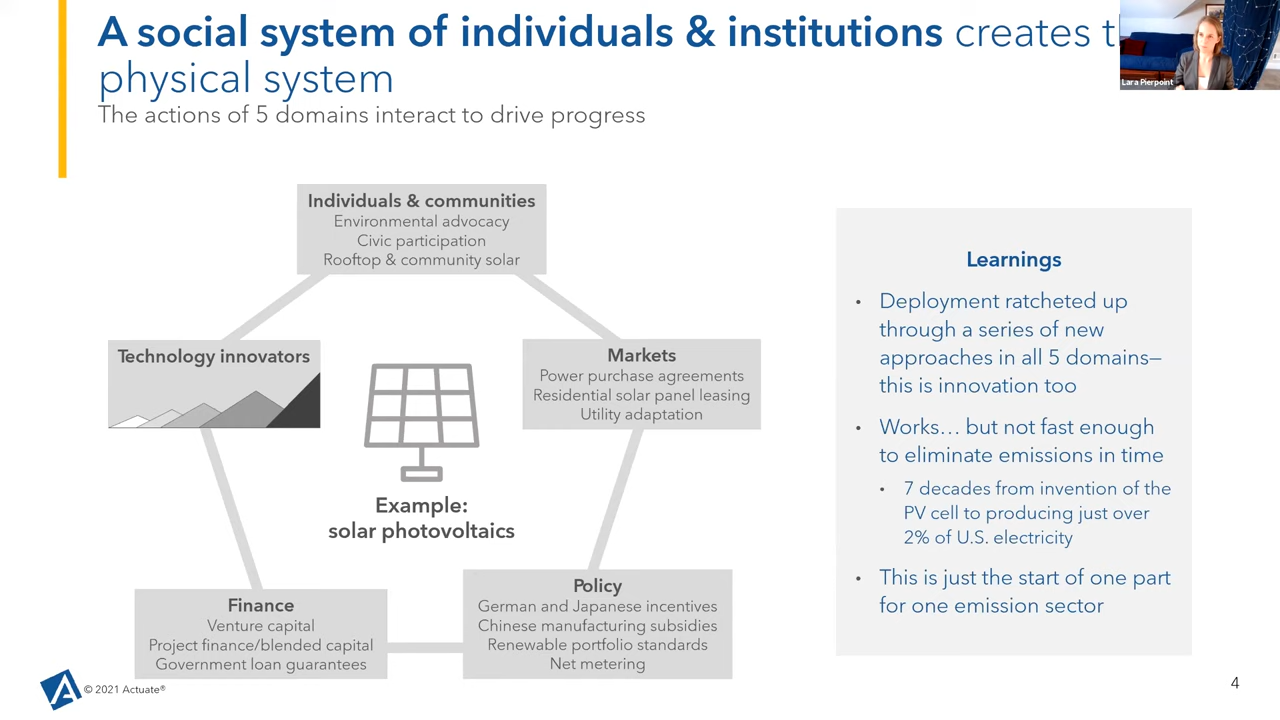 A social system of individuals & institutions creates
physical system
The actions of 5 domains interact to drive progress
Lara Pierpoint
Individuals & communities
Environmental advocacy
Civic participation
Rooftop & community solar
Technology innovators
Markets
Power purchase agreements
Residential solar panel leasing
Utility adaptation
Example:
solar photovoltaics
Finance
Venture capital
Project finance/blended capital
Government loan guarantees
Policy
German and Japanese incentives
Chinese manufacturing subsidies
Renewable portfolio standards
Net metering
Learnings
• Deployment ratcheted up
through a series of new
approaches in all 5 domains—
this is innovation too
• Works… but not fast enough
to eliminate emissions in time
• 7 decades from invention of the
PV cell to producing just over
2% of U.S. electricity
• This is just the start of one part
for one emission sector
© 2021 Actuate®
4